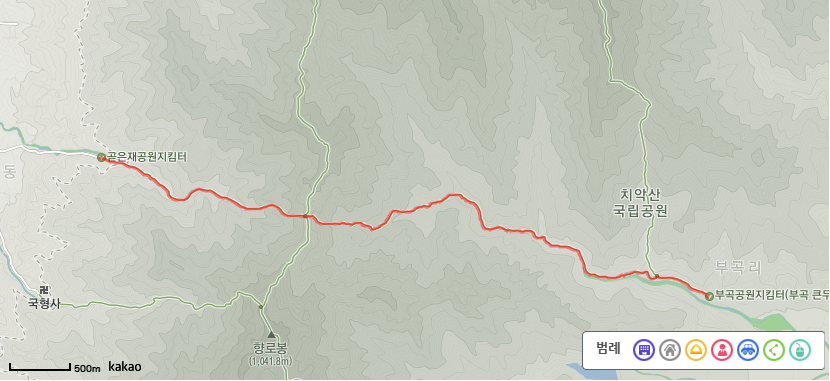 곧은재공원지킴터
동
치악산
국립공원
부곡리
부곡공원지킴터(부곡 큰무
국형사
향로봉
(1,041.8m)
범례
500m kakao